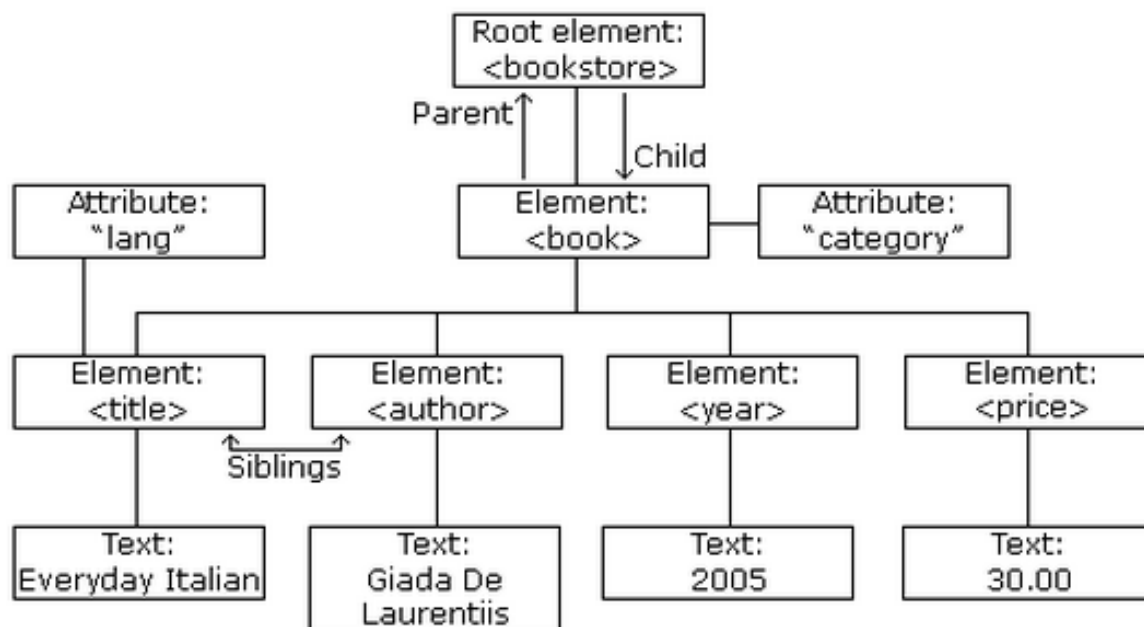 Root element:
<bookstore>
Parent
Child
Attribute:
“lang”
Element:
<book>
Attribute:
“category”
Element:
<title>
Element:
<author>
Element:
<year>
Element:
<price>
Siblings
Text:
Everyday Italian
Text:
Giada De
Laurentiis
Text:
2005
Text:
30.00